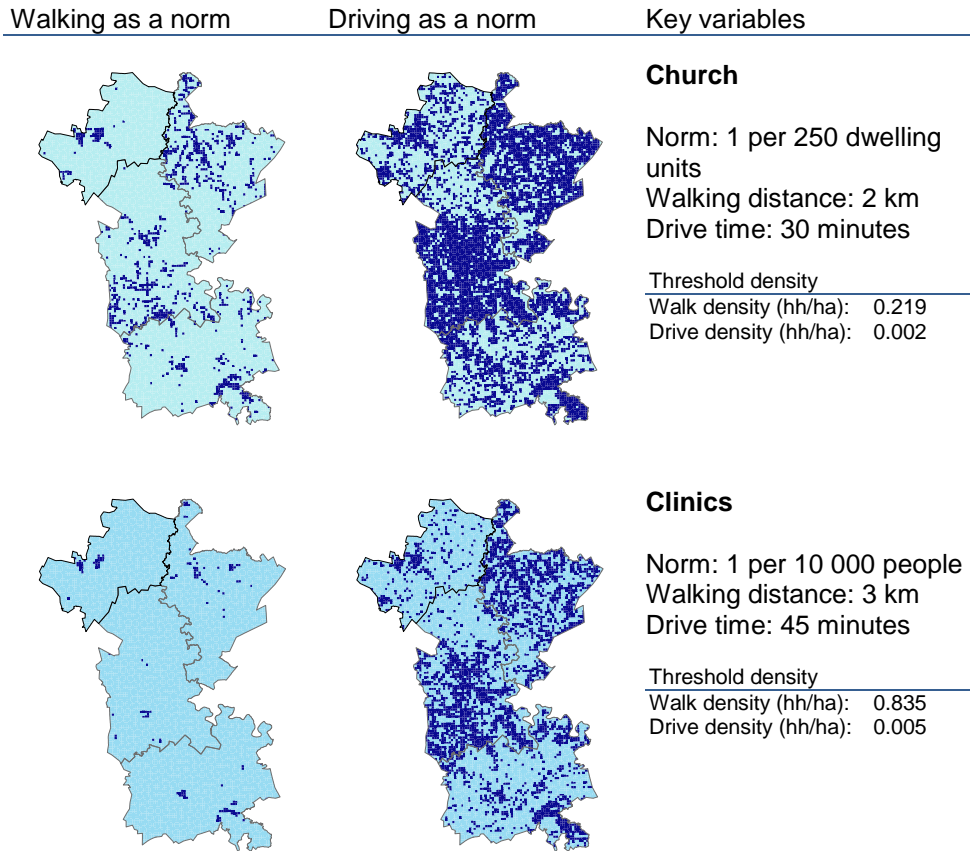 Walking as a norm
Driving as a norm
Key variables
Church
Norm: 1 per 250 dwelling
units
Walking distance: 2 km
Drive time: 30 minutes
Threshold density
Walk density (hh/ha): 0.219
Drive density (hh/ha): 0.002
Clinics
Norm: 1 per 10 000 people
Walking distance: 3 km
Drive time: 45 minutes
Threshold density
Walk density (hh/ha): 0.835
Drive density (hh/ha): 0.005